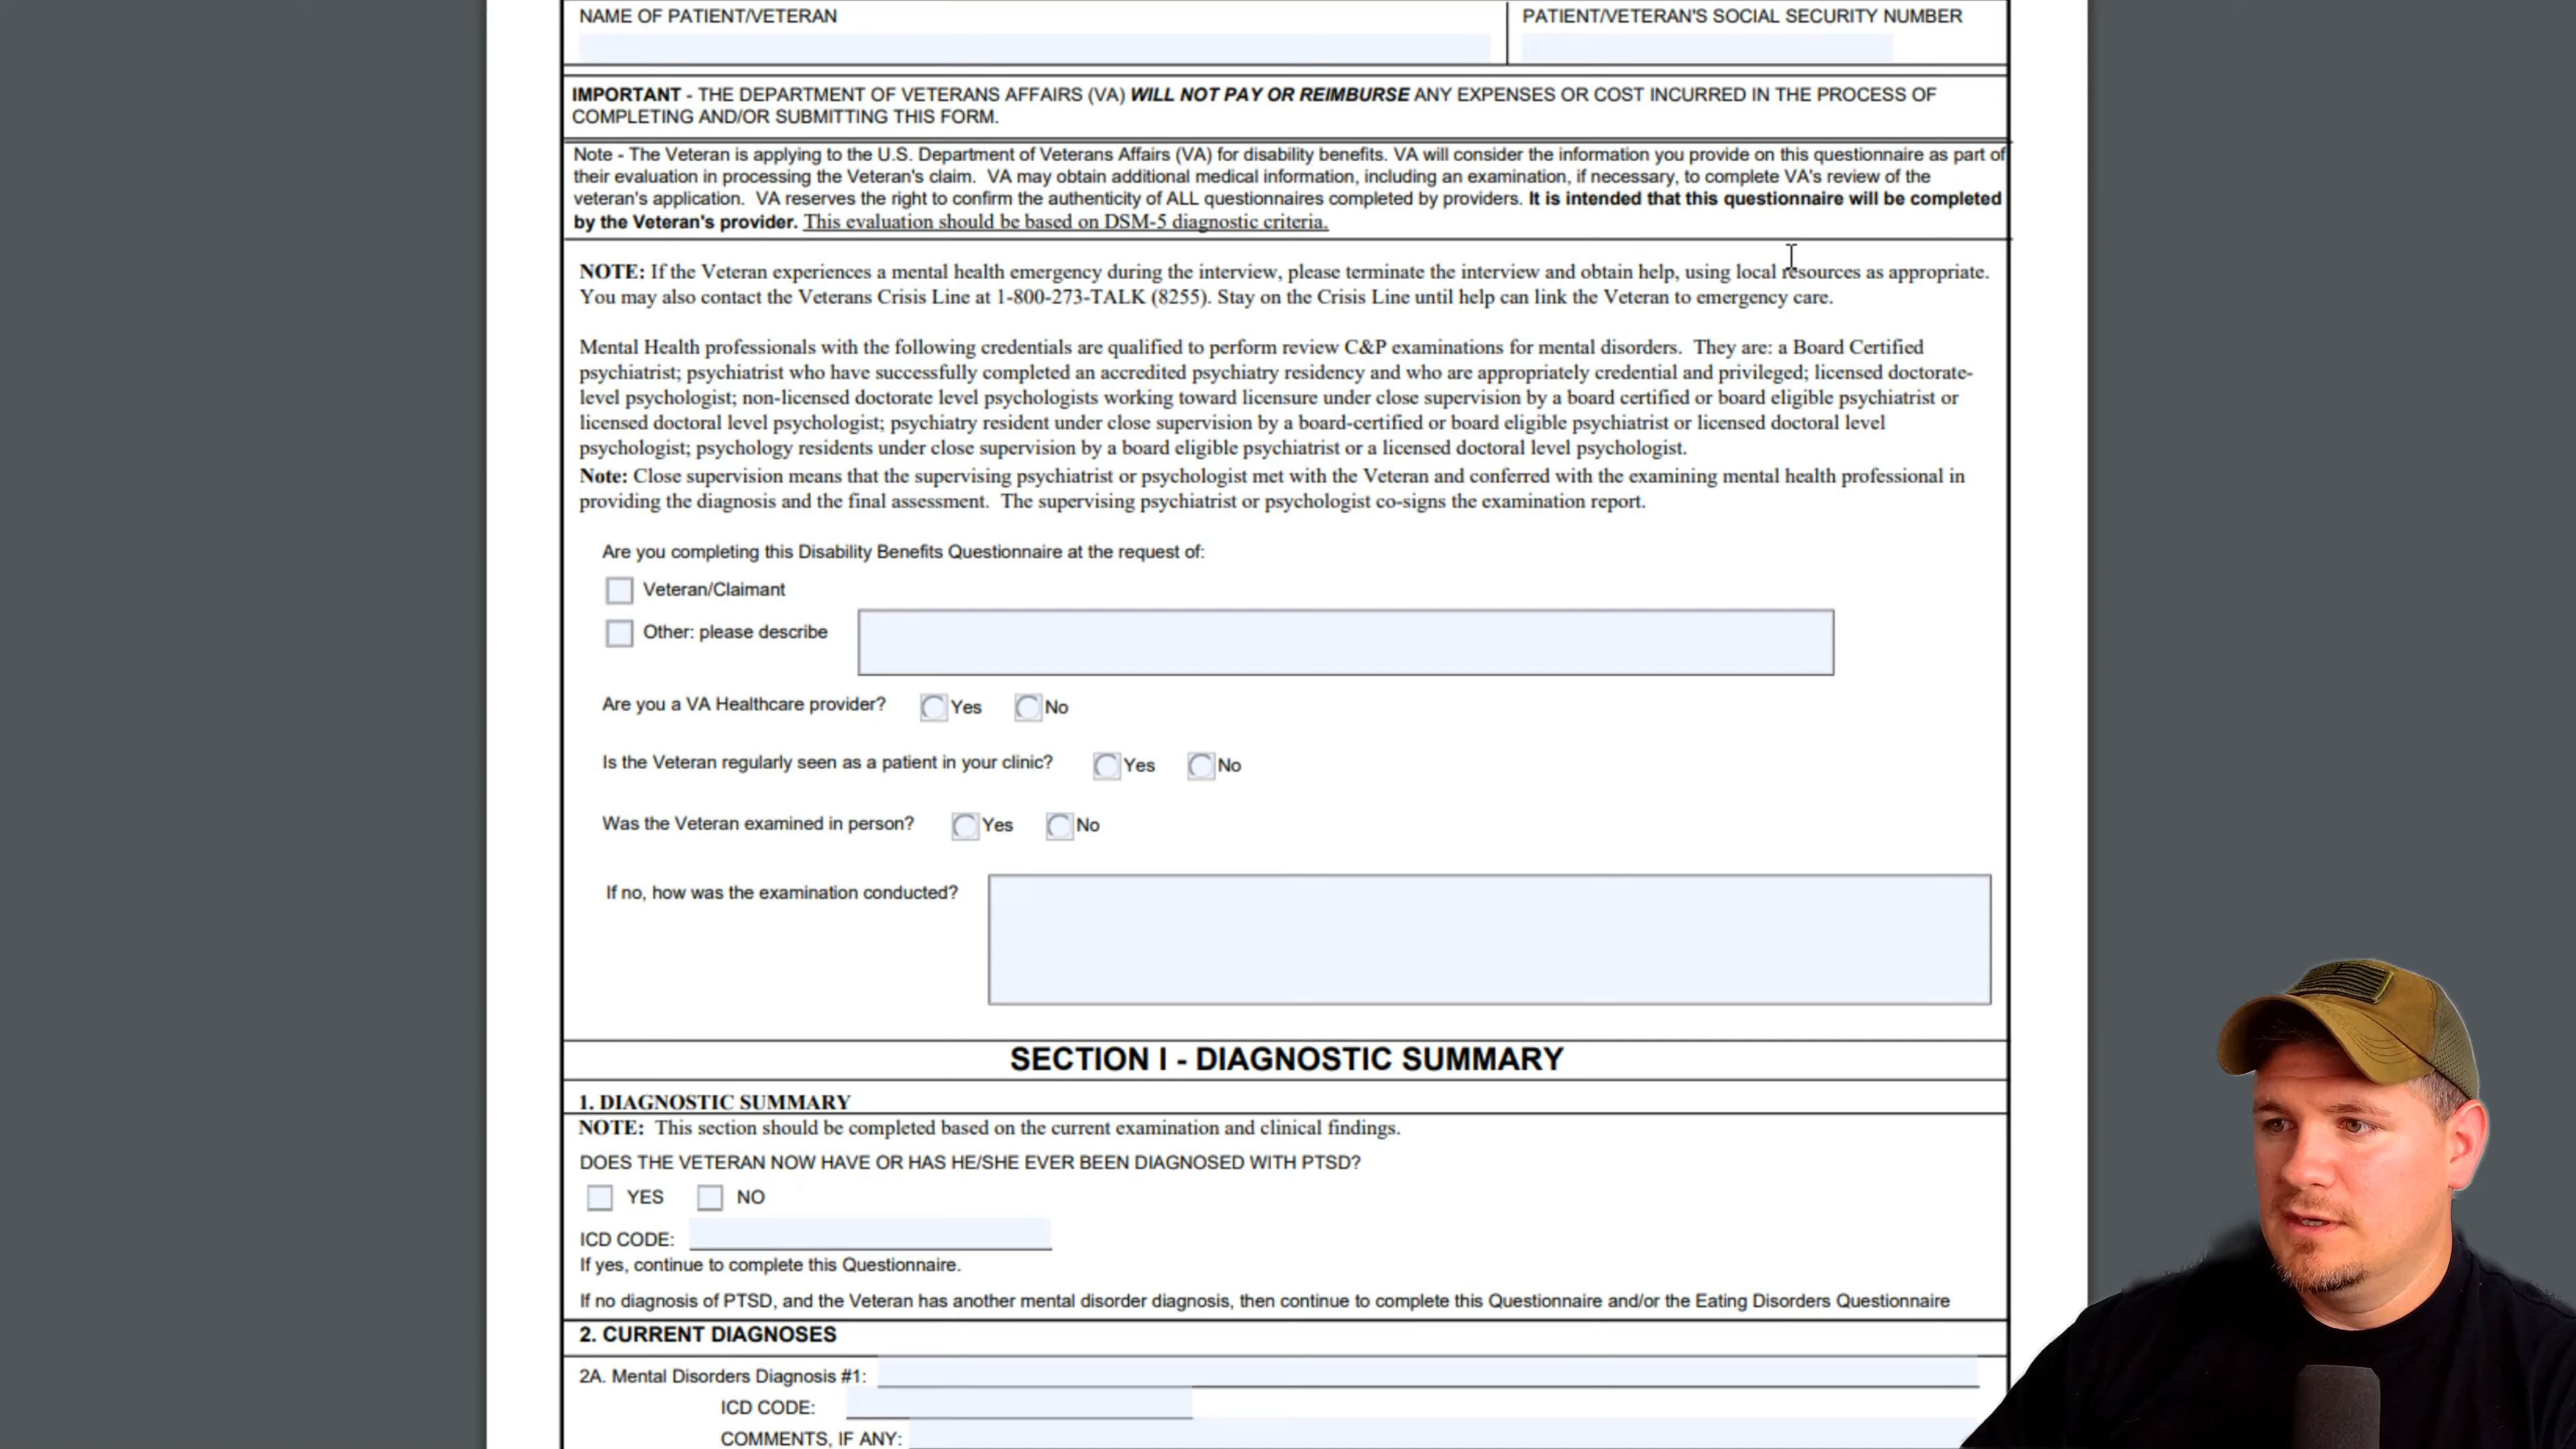 NAME OF PATIENT/VETERAN
PATIENT/VETERAN'S SOCIAL SECURITY NUMBER
IMPORTANT - THE DEPARTMENT OF VETERANS AFFAIRS (VA) WILL NOT PAY OR REIMBURSE ANY EXPENSES OR COST INCURRED IN THE PROCESS OF
COMPLETING AND/OR SUBMITTING THIS FORM.
Note - The Veteran is applying to the U.S. Department of Veterans Affairs (VA) for disability benefits. VA will consider the information you provide on this questionnaire as part of
their evaluation in processing the Veteran's claim. VA may obtain additional medical information, including an examination, if necessary, to complete VA's review of the
veteran's application. VA reserves the right to confirm the authenticity of ALL questionnaires completed by providers. It is intended that this questionnaire will be completed
by the Veteran's provider. This evaluation should be based on DSM-5 diagnostic criteria.
NOTE: If the Veteran experiences a mental health emergency during the interview, please terminate the interview and obtain help, using local resources as appropriate.
You may also contact the Veterans Crisis Line at 1-800-273-TALK (8255). Stay on the Crisis Line until help can link the Veteran to emergency care.
Mental Health professionals with the following credentials are qualified to perform review C&P examinations for mental disorders. They are: a Board Certified
psychiatrist; psychiatrist who have successfully completed an accredited psychiatry residency and who are appropriately credential and privileged; licensed doctorate-
level psychologist; non-licensed doctorate level psychologists working toward licensure under close supervision by a board certified or board eligible psychiatrist or
licensed doctoral level psychologist; psychiatry resident under close supervision by a board-certified or board eligible psychiatrist or licensed doctoral level
psychologist; psychology residents under close supervision by a board eligible psychiatrist or a licensed doctoral level psychologist.
Note: Close supervision means that the supervising psychiatrist or psychologist met with the Veteran and conferred with the examining mental health professional in
providing the diagnosis and the final assessment. The supervising psychiatrist or psychologist co-signs the examination report.
Are you completing this Disability Benefits Questionnaire at the request of:
Veteran/Claimant
Other: please describe
Are you a VA Healthcare provider? Yes No
Is the Veteran regularly seen as a patient in your clinic? Yes No
Was the Veteran examined in person? Yes No
If no, how was the examination conducted?
SECTION I - DIAGNOSTIC SUMMARY
1. DIAGNOSTIC SUMMARY
NOTE: This section should be completed based on the current examination and clinical findings.
DOES THE VETERAN NOW HAVE OR HAS HE/SHE EVER BEEN DIAGNOSED WITH PTSD?
YES NO
ICD CODE:
If yes, continue to complete this Questionnaire.
If no diagnosis of PTSD, and the Veteran has another mental disorder diagnosis, then continue to complete this Questionnaire and/or the Eating Disorders Questionnaire
2. CURRENT DIAGNOSES
2A. Mental Disorders Diagnosis #1:
ICD CODE:
COMMENTS, IF ANY: